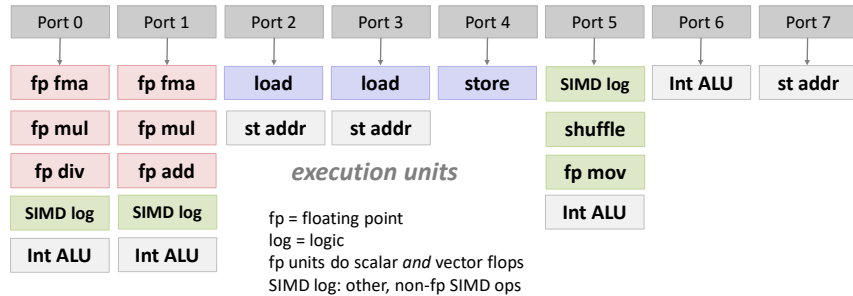 Port 0 Port 1 Port 2 Port 3 Port 4 Port 5 Port 6 Port 7
fp fma fp fma load load store SIMD log Int ALU st addr
fp mul fp mul st addr st addr shuffle
fp div fp add execution units fp mov
SIMD log SIMD log Int ALU
Int ALU Int ALU
fp = floating point
log = logic
fp units do scalar and vector flops
SIMD log: other, non-fp SIMD ops